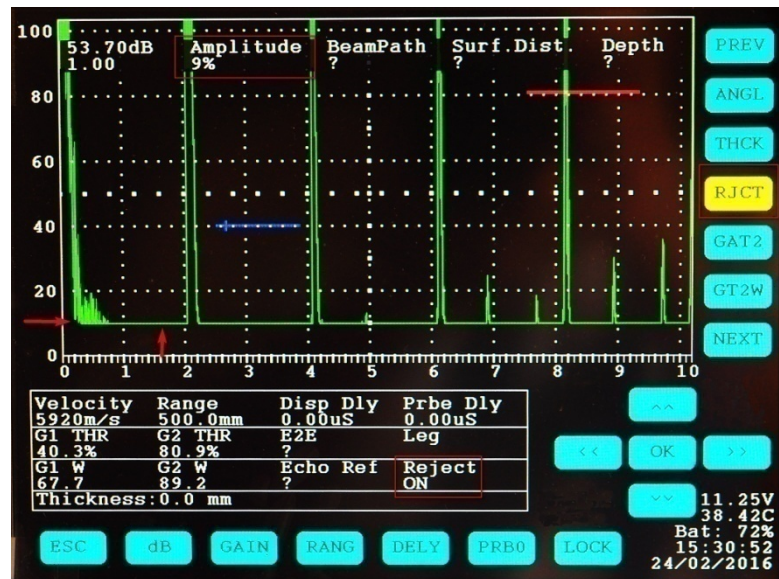 100
53.70dB Amplitude BeamPath Surf.Dist. Depth
1.00 9% ? ? ?
80
60
40
20
0
0 1 2 3 4 5 6 7 8 9 10
PREV
ANGL
THCK
RJCT
GAT2
GT2W
NEXT
Velocity Range Disp Dly Prbe Dly
5920m/s 500.0mm 0.00uS 0.00uS
G1 THR G2 THR E2E Leg
40.3% 80.9% ?
G1 W G2 W Echo Ref Reject
67.7 89.2 ? ON
Thickness:0.0 mm
^^
<< OK >>
˅˅
11.25V
38.42C
Bat: 72%
15:30:52
24/02/2016
ESC dB GAIN RANG DELY PRB0 LOCK